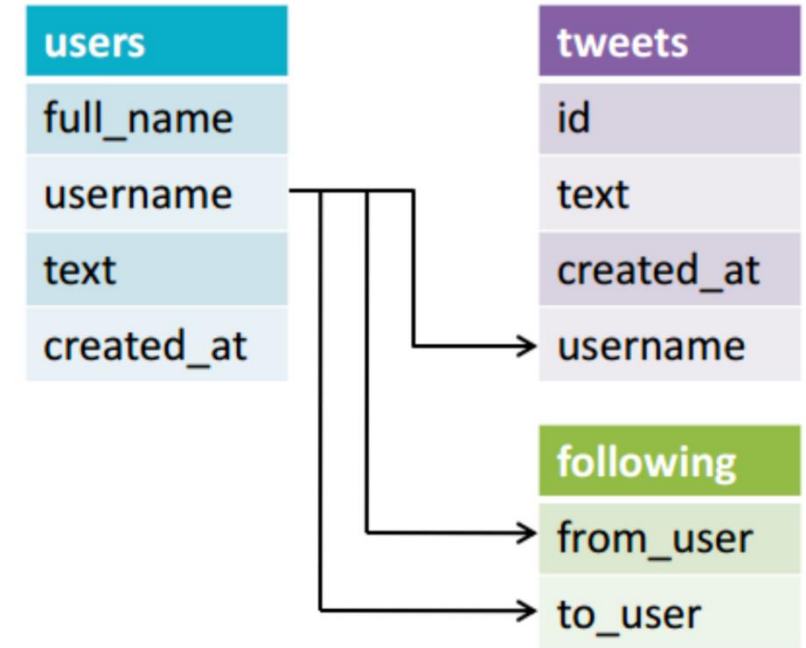 users
full_name
username
text
created_at
tweets
id
text
created_at
username
following
from_user
to_user